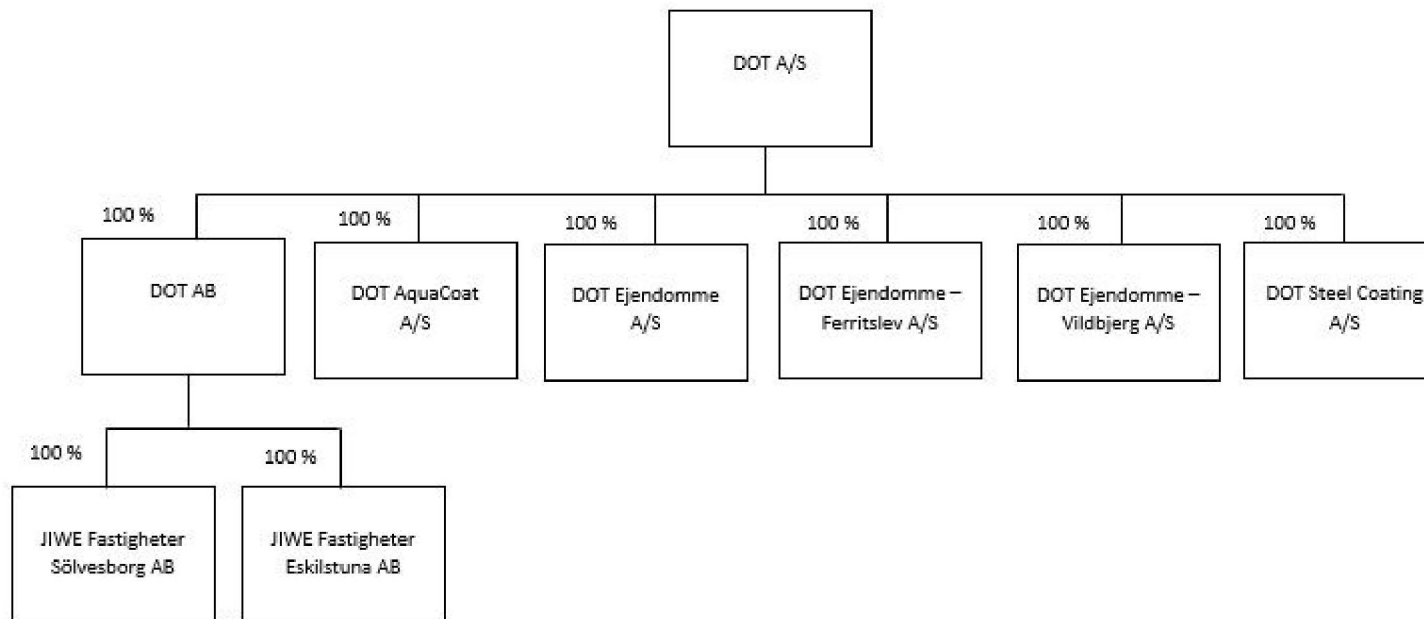 DOT A/S
100 %
100 %
100 %
100 %
100 %
100 %
DOT AB
DOT AquaCoat
A/S
DOT Ejendomme
A/S
DOT Ejendomme –
Ferritslev A/S
DOT Ejendomme –
Vildbjerg A/S
DOT Steel Coating
A/S
100 %
100 %
JIWE Fastigheter
Sölvesborg AB
JIWE Fastigheter
Eskilstuna AB